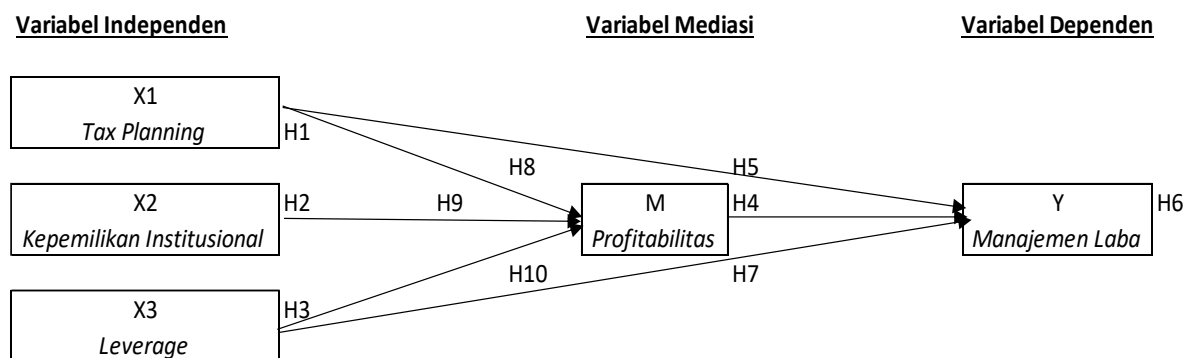 Variabel Independen
Variabel Mediasi
Variabel Dependen
X1
Tax Planning
H1
H8
H5
X2
Kepemilikan Institusional
H2
H9
M
Profitabilitas
H4
Y
Manajemen Laba
H6
X3
Leverage
H3
H10
H7